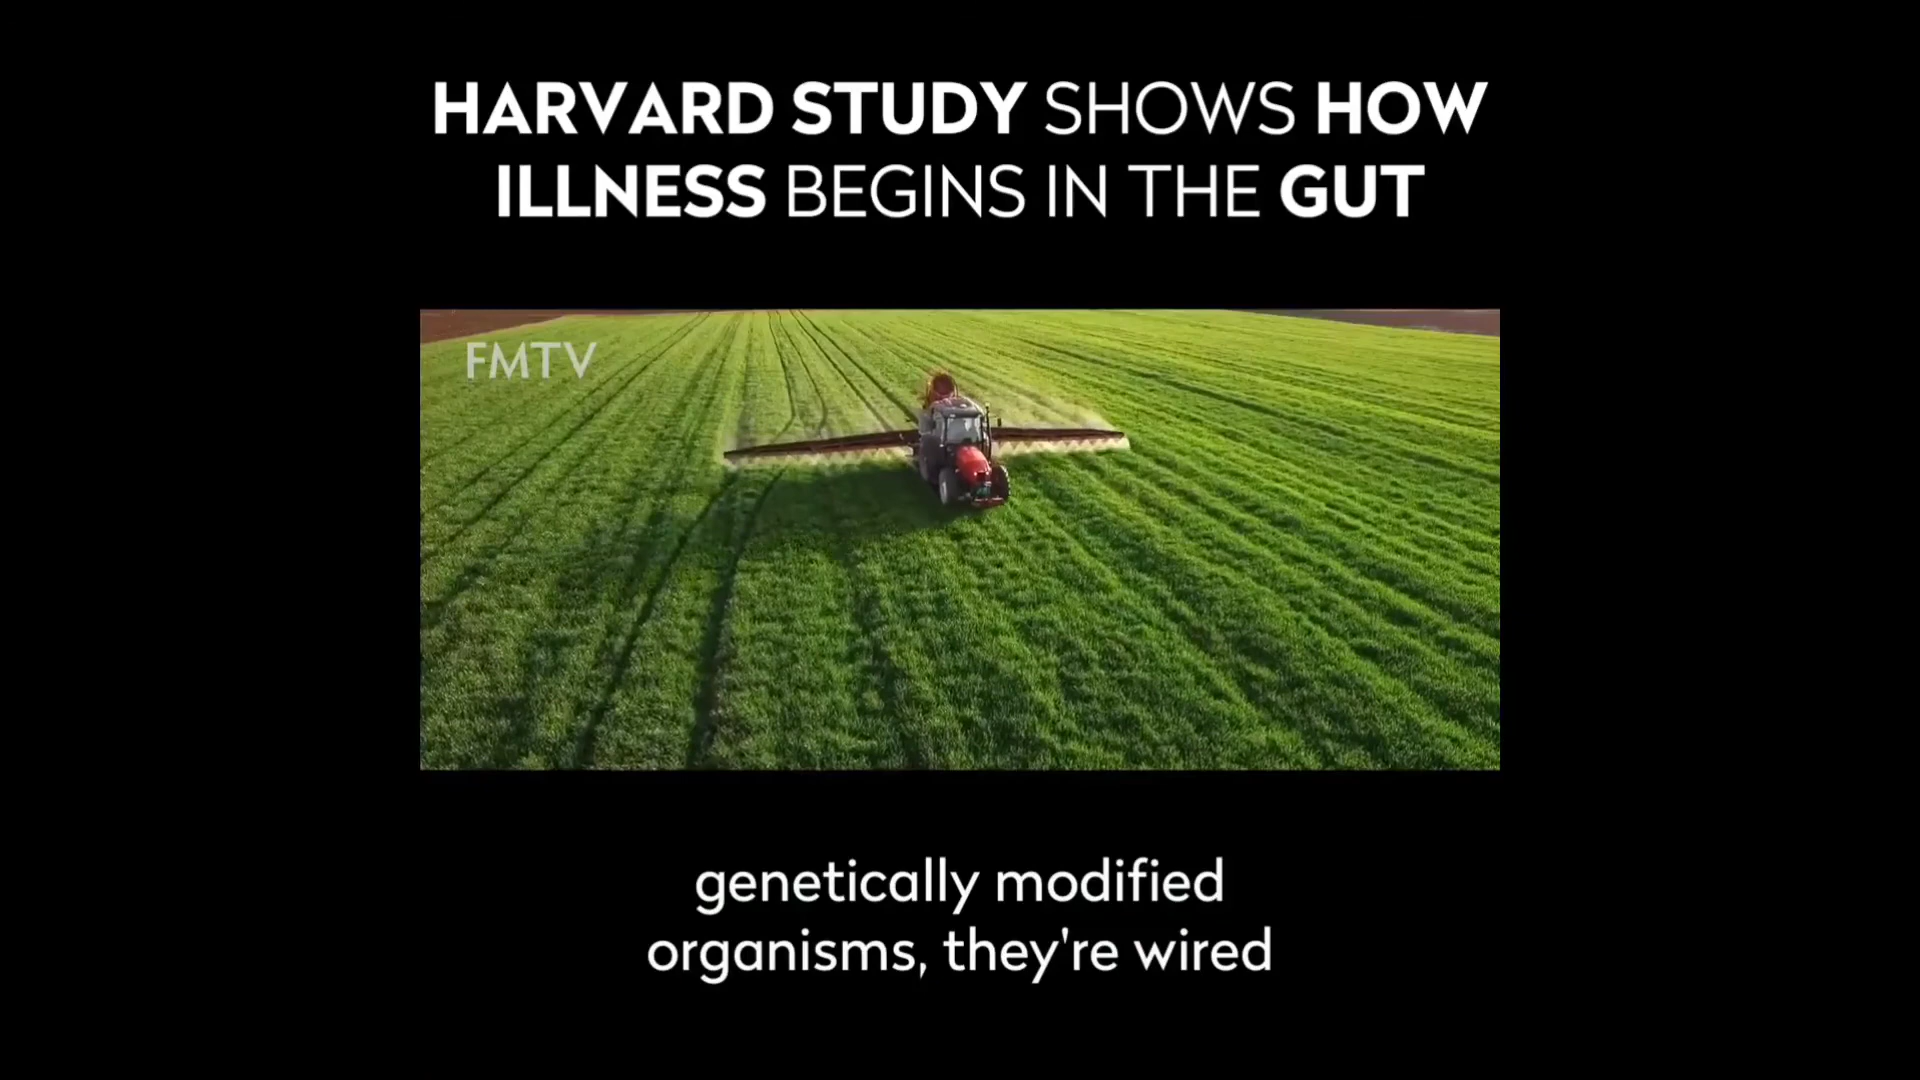 HARVARD STUDY SHOWS HOW
ILLNESS BEGINS IN THE GUT
FMTV
genetically modified
organisms, they're wired